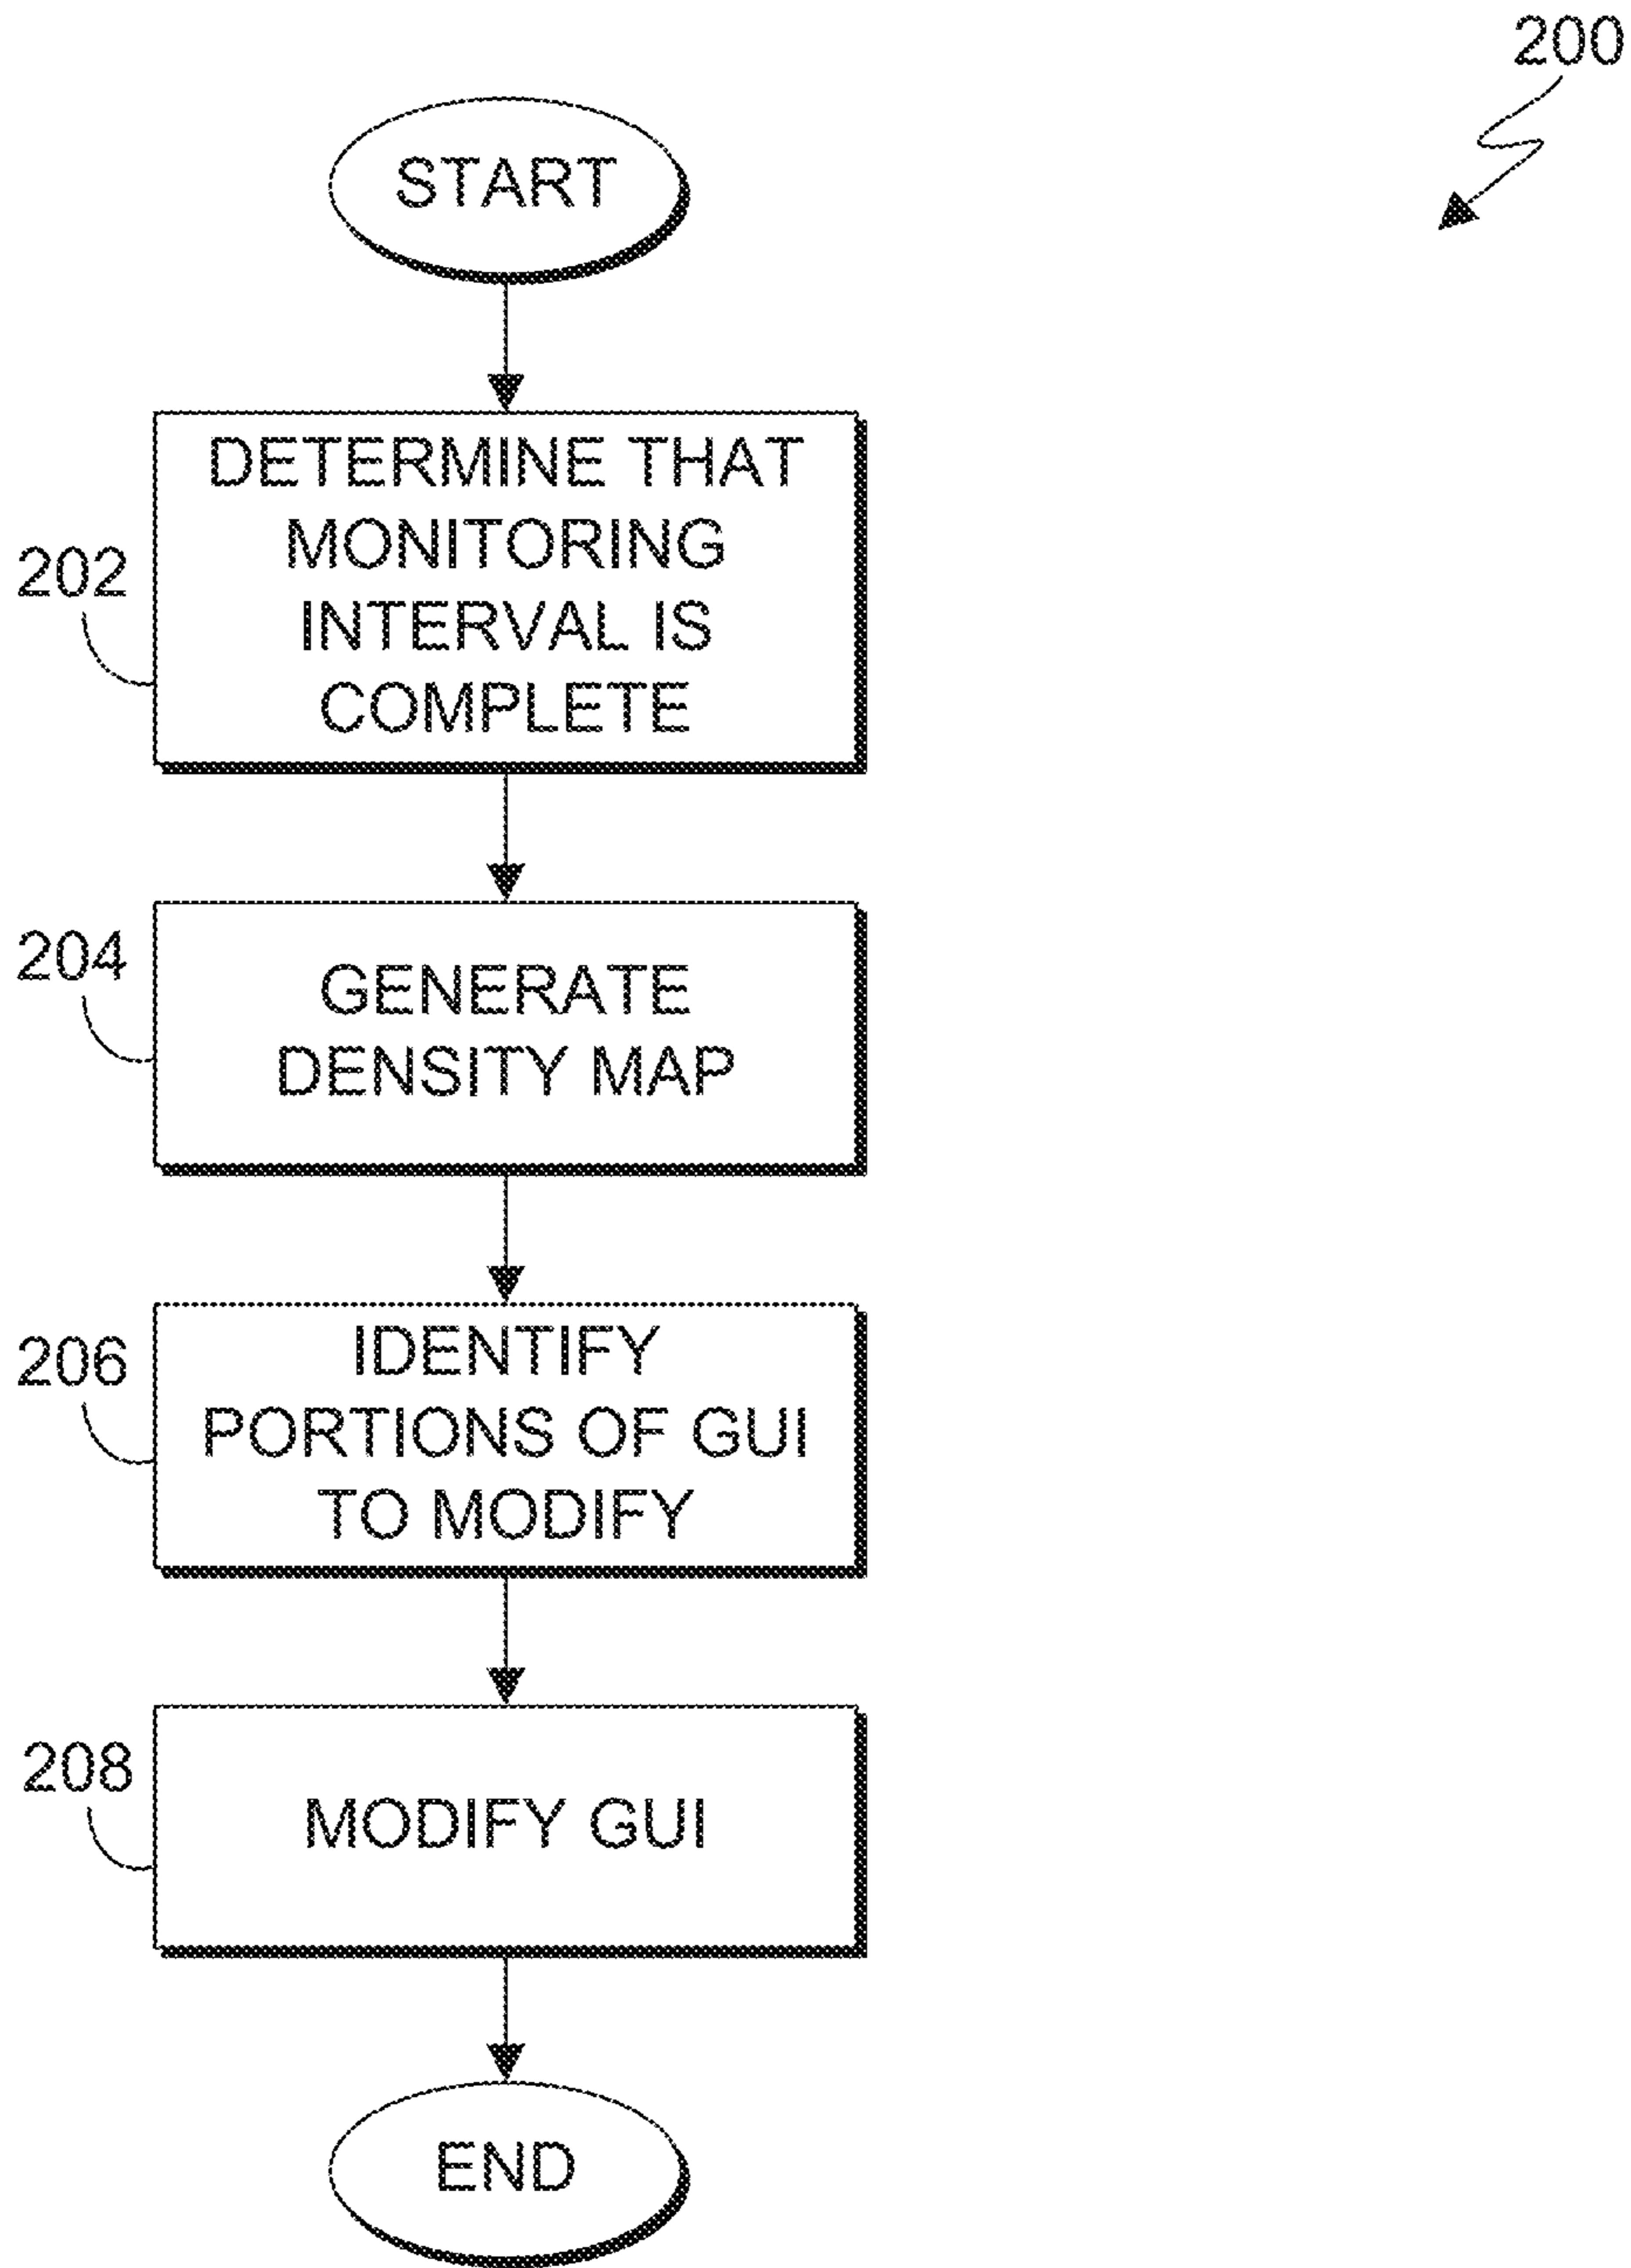 200
START
DETERMINE THAT
MONITORING
INTERVAL IS
COMPLETE
202
GENERATE
DENSITY MAP
204
IDENTIFY
PORTIONS OF GUI
TO MODIFY
206
MODIFY GUI
208
END